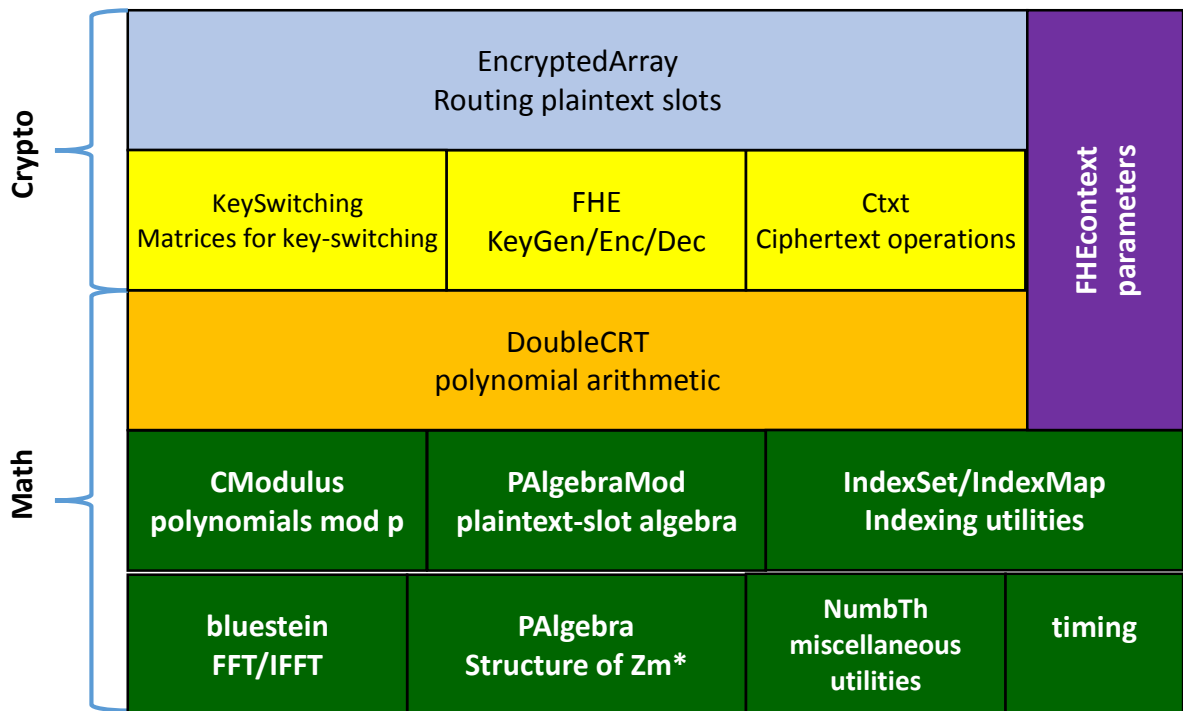 Crypto
EncryptedArray
Routing plaintext slots
KeySwitching
Matrices for key-switching
FHE
KeyGen/Enc/Dec
Ctxt
Ciphertext operations
FHEcontext
parameters
Math
DoubleCRT
polynomial arithmetic
CModulus
polynomials mod p
PAlgebraMod
plaintext-slot algebra
IndexSet/IndexMap
Indexing utilities
bluestein
FFT/IFFT
PAlgebra
Structure of Zm*
NumbTh
miscellaneous
utilities
timing